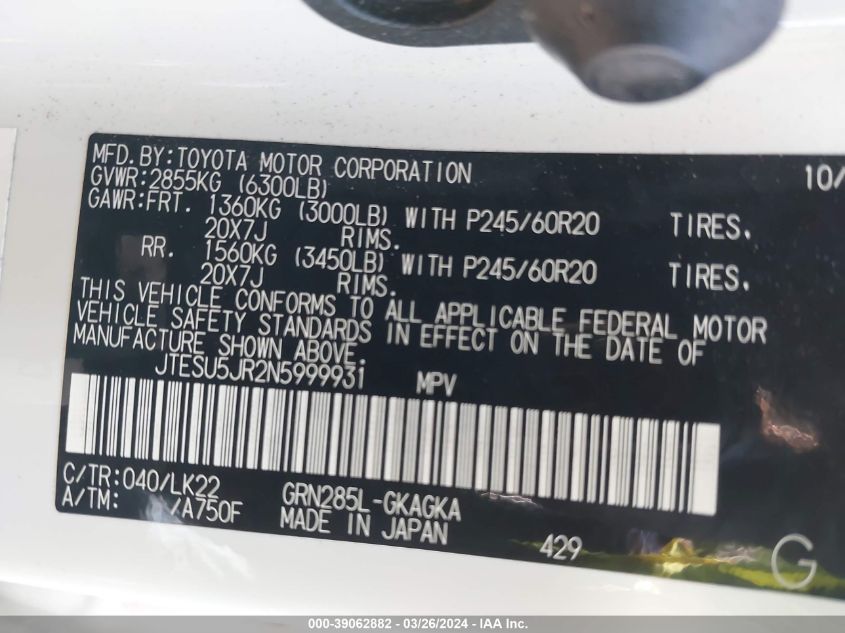 MFD.BY:TOYOTA MOTOR CORPORATION 10/
GVWR:2855KG (6300LB)
GAWR:FRT. 1360KG (3000LB) WITH P245/60R20 TIRES,
20X7J RIMS.
RR. 1560KG (3450LB) WITH P245/60R20 TIRES,
20X7J RIMS.
THIS VEHICLE CONFORMS TO ALL APPLICABLE FEDERAL MOTOR
VEHICLE SAFETY STANDARDS IN EFFECT ON THE DATE OF
MANUFACTURE SHOWN ABOVE.
JTESU5JR2N5999931 MPV
C/TR:040/LK22 GRN285L-GKAGKA
A/TM: /A750F MADE IN JAPAN 429 G
000-39062882 — 03/26/2024 — IAA Inc.